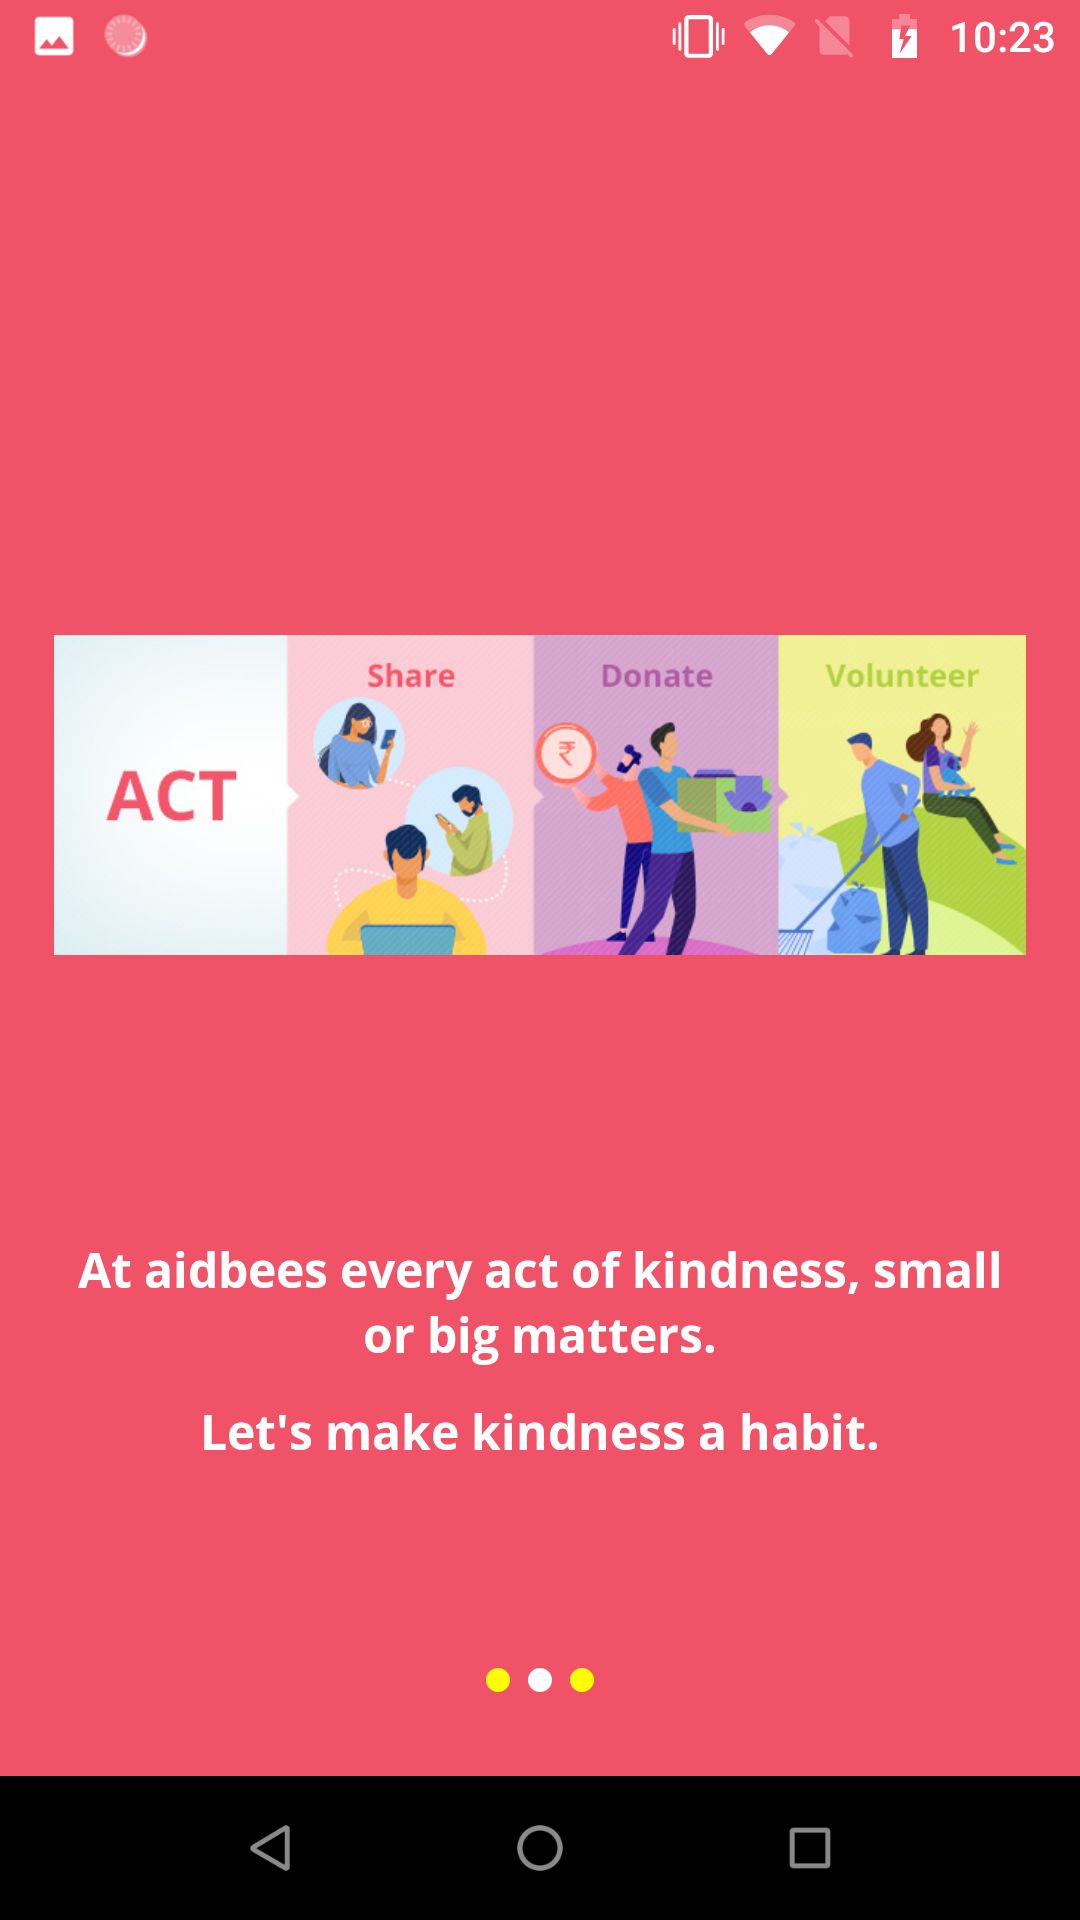 10:23
ACT
Share
Donate
Volunteer
₹
At aidbees every act of kindness, small
or big matters.
Let's make kindness a habit.